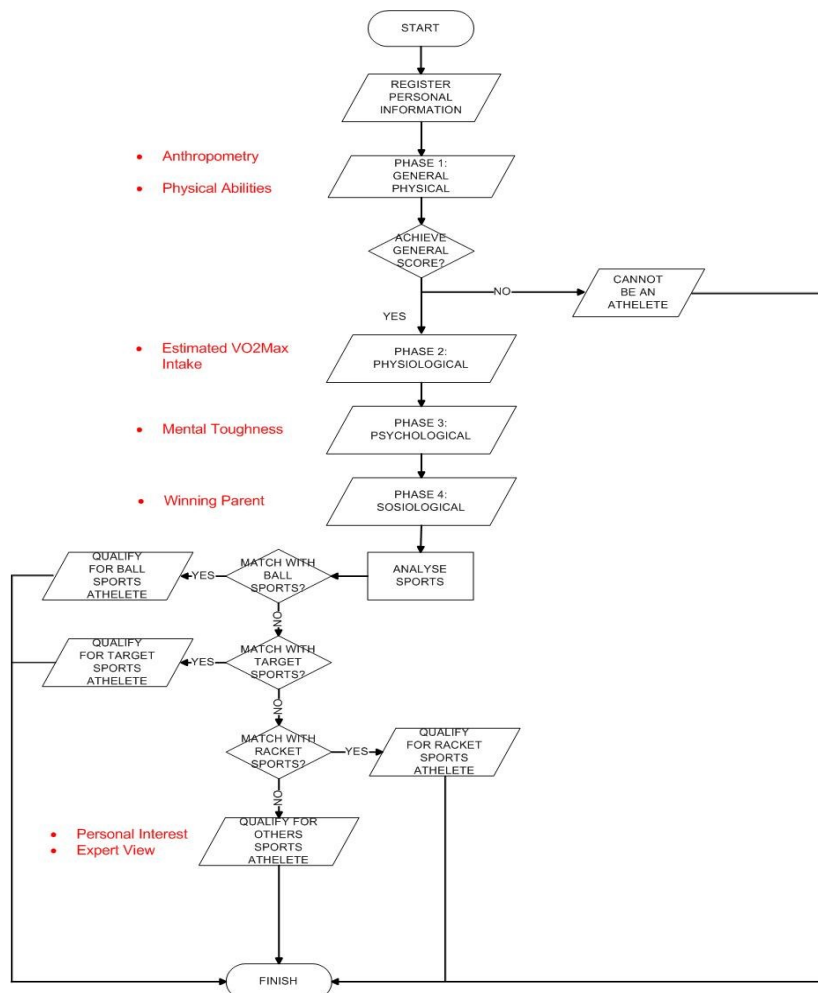 START
REGISTER
PERSONAL
INFORMATION
• Anthropometry
• Physical Abilities
PHASE 1:
GENERAL
PHYSICAL
ACHIEVE
GENERAL
SCORE?
NO
CANNOT
BE AN
ATHELETE
YES
• Estimated VO2Max
Intake
PHASE 2:
PHYSIOLOGICAL
• Mental Toughness
PHASE 3:
PSYCHOLOGICAL
• Winning Parent
PHASE 4:
SOSIOLOGICAL
ANALYSE
SPORTS
MATCH WITH
BALL
SPORTS?
YES
QUALIFY
FOR BALL
SPORTS
ATHELETE
NO
MATCH WITH
TARGET
SPORTS?
YES
QUALIFY
FOR TARGET
SPORTS
ATHELETE
NO
MATCH WITH
RACKET
SPORTS?
YES
QUALIFY
FOR RACKET
SPORTS
ATHELETE
NO
• Personal Interest
• Expert View
QUALIFY FOR
OTHERS
SPORTS
ATHELETE
FINISH